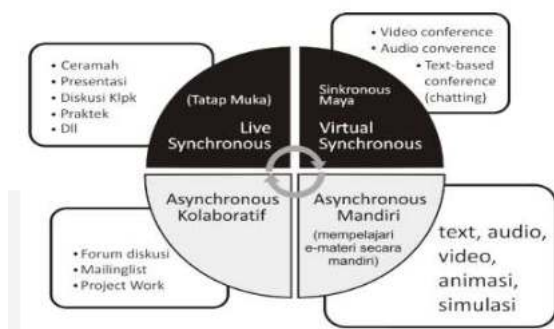 • Ceramah
• Presentasi
• Diskusi Klpk
• Praktek
• Dll
(Tatap Muka)
Live
Synchronous
Sinkronous
Maya
Virtual
Synchronous
• Video conference
• Audio converence
• Text-based
conference
(chatting)
Asynchronous
Kolaboratif
• Forum diskusi
• Mailinglist
• Project Work
Asynchronous
Mandiri
(mempelajari
e-materi secara
mandiri)
text, audio,
video,
animasi,
simulasi